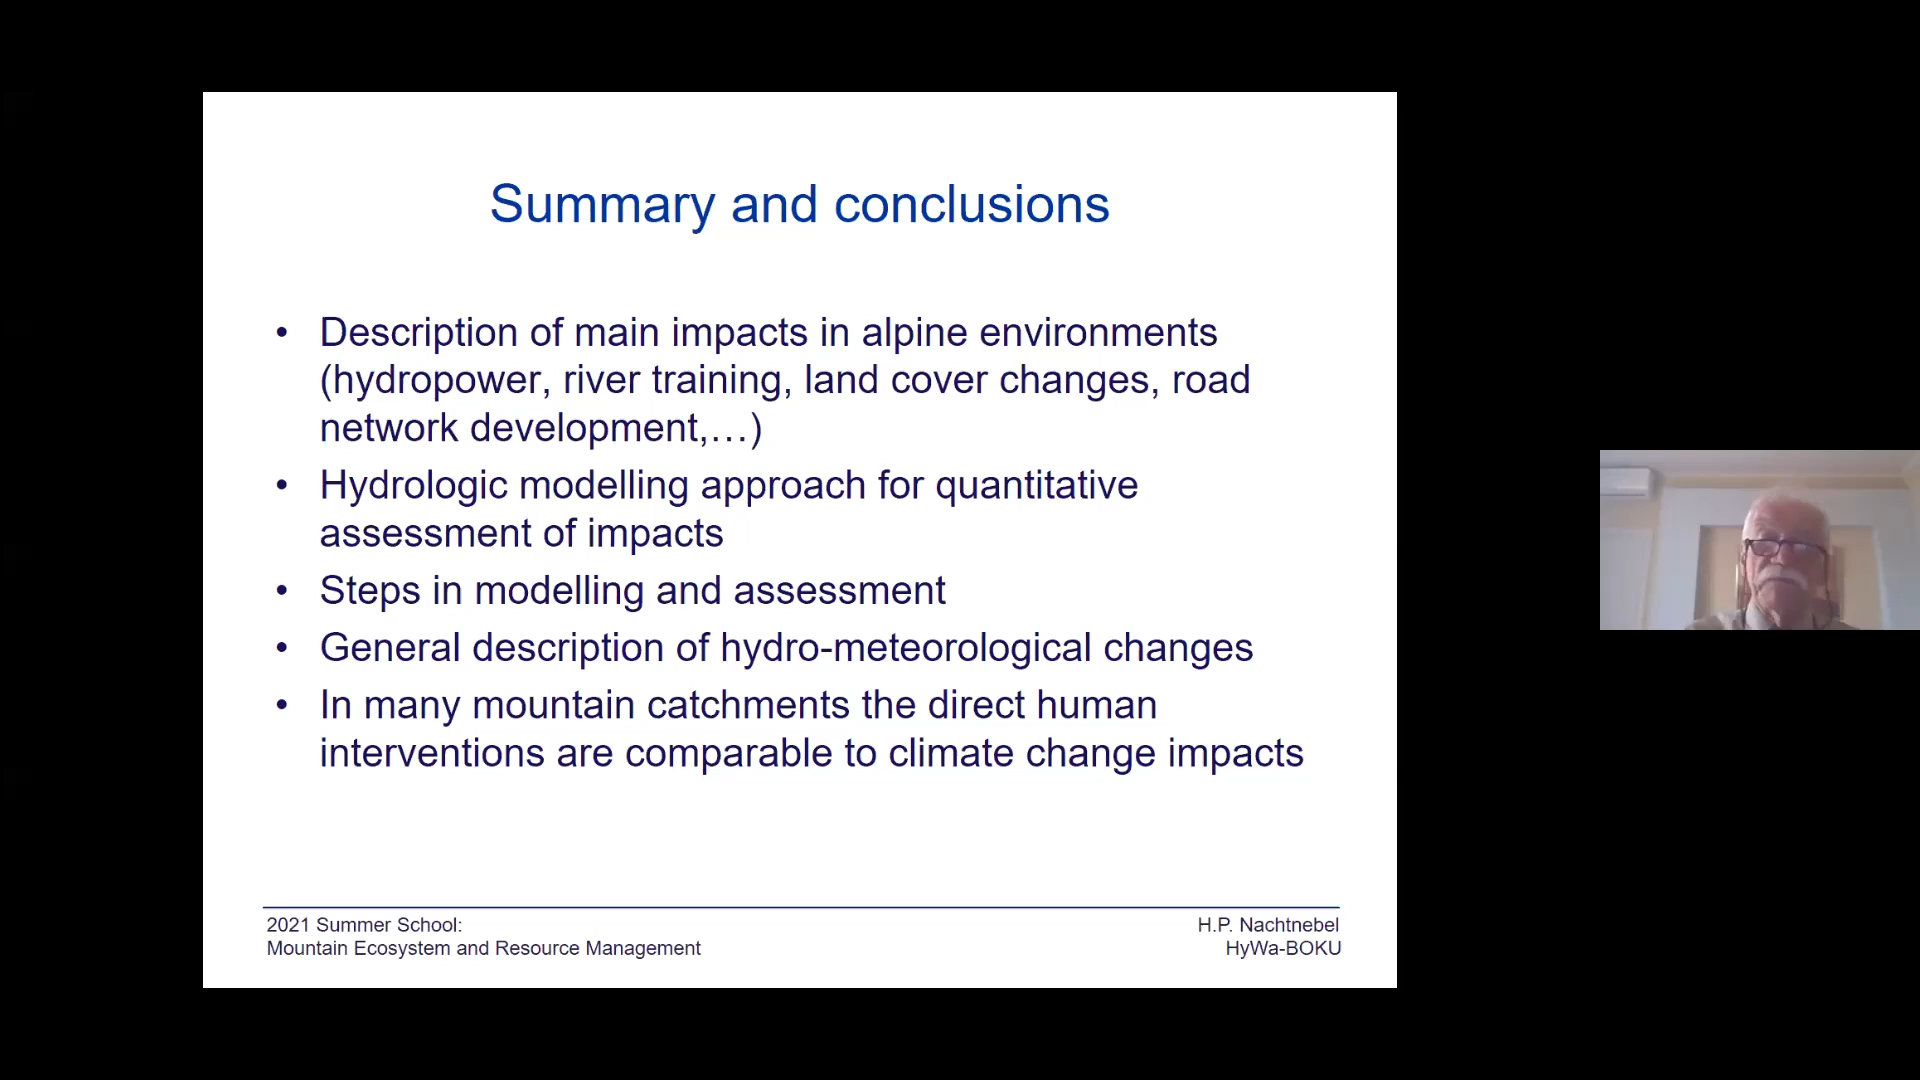 Summary and conclusions
• Description of main impacts in alpine environments
(hydropower, river training, land cover changes, road
network development,…)
• Hydrologic modelling approach for quantitative
assessment of impacts
• Steps in modelling and assessment
• General description of hydro-meteorological changes
• In many mountain catchments the direct human
interventions are comparable to climate change impacts
2021 Summer School:
Mountain Ecosystem and Resource Management
H.P. Nachtnebel
HyWa-BOKU